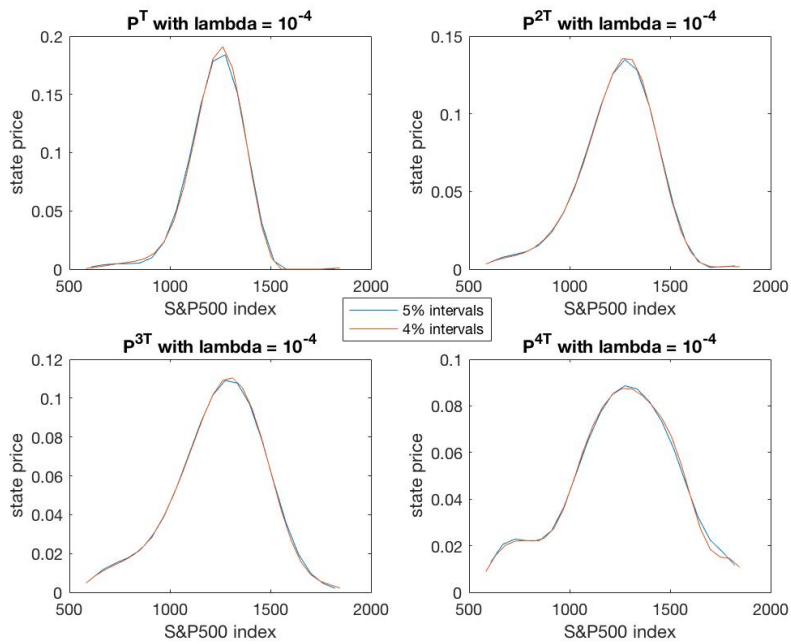 P^T with lambda = 10^-4
0.2
0.15
0.1
0.05
0
state price
500 1000 1500 2000
S&P500 index
P^2T with lambda = 10^-4
0.15
0.1
0.05
0
state price
500 1000 1500 2000
S&P500 index
5% intervals
4% intervals
P^3T with lambda = 10^-4
0.12
0.1
0.08
0.06
0.04
0.02
0
state price
500 1000 1500 2000
S&P500 index
P^4T with lambda = 10^-4
0.1
0.08
0.06
0.04
0.02
0
state price
500 1000 1500 2000
S&P500 index